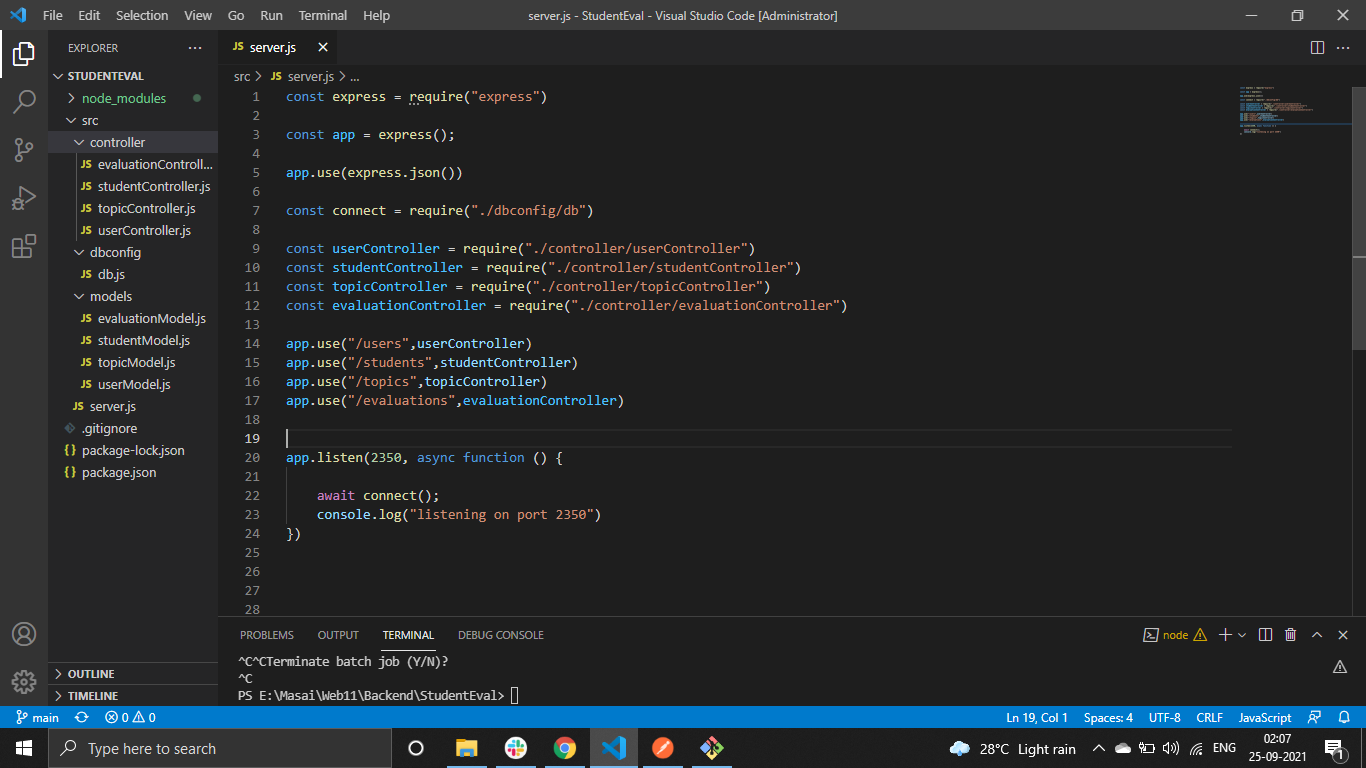 File Edit Selection View Go Run Terminal Help
server.js - StudentEval - Visual Studio Code [Administrator]
EXPLORER
STUDENTEVAL
node_modules
src
controller
JS evaluationControll...
JS studentController.js
JS topicController.js
JS userController.js
dbconfig
JS db.js
models
JS evaluationModel.js
JS studentModel.js
JS topicModel.js
JS userModel.js
JS server.js
.gitignore
{} package-lock.json
{} package.json
OUTLINE
TIMELINE
JS server.js
src > JS server.js > ...
1 const express = require("express")
2
3 const app = express();
4
5 app.use(express.json())
6
7 const connect = require("./dbconfig/db")
8
9 const userController = require("./controller/userController")
10 const studentController = require("./controller/studentController")
11 const topicController = require("./controller/topicController")
12 const evaluationController = require("./controller/evaluationController")
13
14 app.use("/users",userController)
15 app.use("/students",studentController)
16 app.use("/topics",topicController)
17 app.use("/evaluations",evaluationController)
18
19
20 app.listen(2350, async function () {
21
22 await connect();
23 console.log("listening on port 2350")
24 })
25
26
27
28
PROBLEMS OUTPUT TERMINAL DEBUG CONSOLE
node
^C^CTerminate batch job (Y/N)?
^C
PS E:\Masai\Web11\Backend\StudentEval>
main 0 0 Ln 19, Col 1 Spaces: 4 UTF-8 CRLF JavaScript
Type here to search
28°C Light rain ENG
02:07
25-09-2021
1